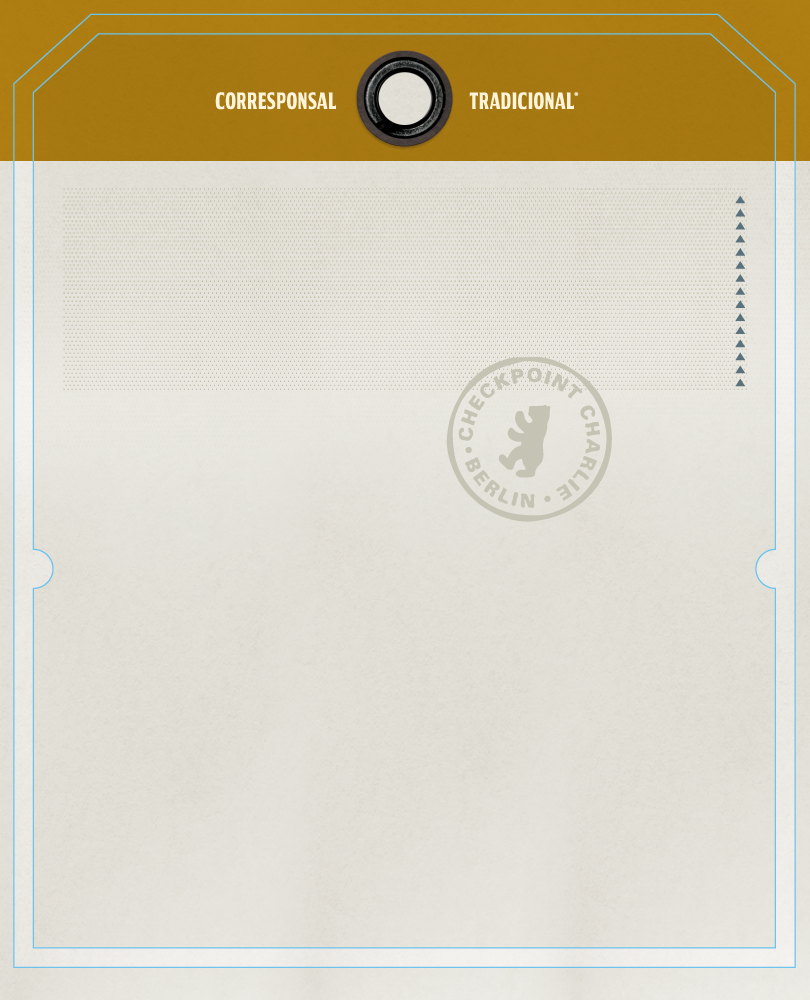 CORRESPONSAL TRADICIONAL*
CHECKPOINT CHARLIE
• BERLIN •